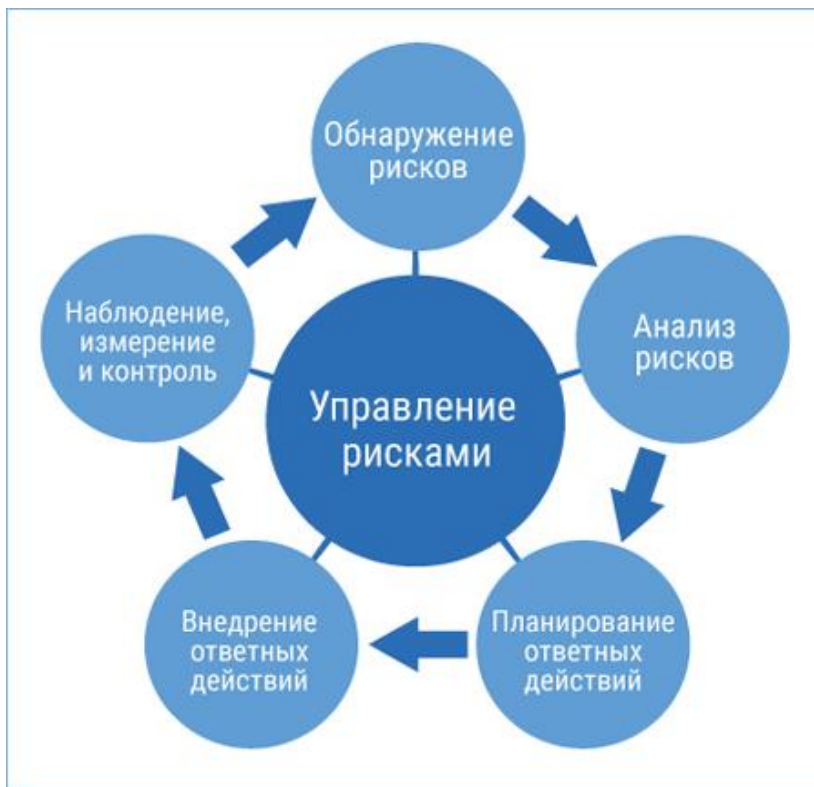 Обнаружение
рисков
Анализ
рисков
Планирование
ответных
действий
Внедрение
ответных
действий
Наблюдение,
измерение
и контроль
Управление
рисками